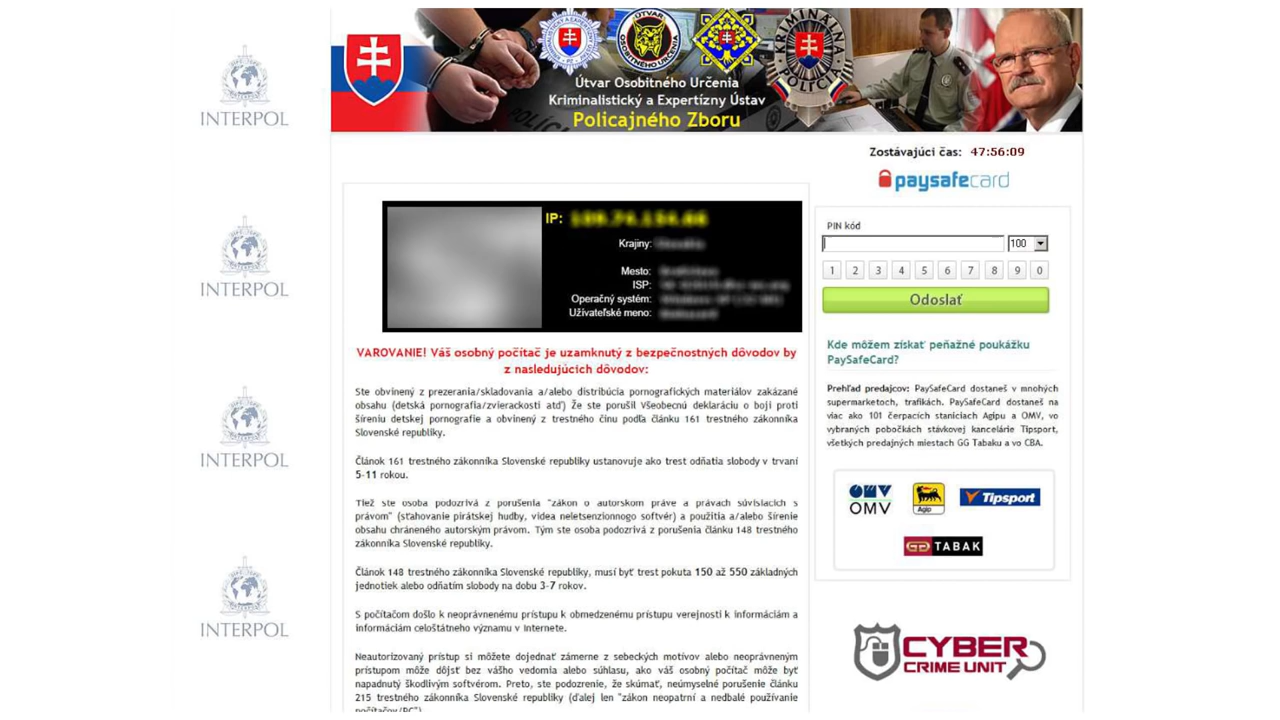 Útvar Osobitného Určenia
Kriminalistický a Expertízny Ústav
Policajného Zboru
KRIMINÁLNA
POLÍCIA
INTERPOL
INTERPOL
INTERPOL
INTERPOL
Zostávajúci čas: 47:56:09
paysafecard
IP:
Krajiny:
Mesto:
ISP:
Operačný systém:
Užívateľské meno:
VAROVANIE! Váš osobný počítač je uzamknutý z bezpečnostných dôvodov by
z nasledujúcich dôvodov:
Ste obvinený z prezerania/skladovania a/alebo distribúcia pornografických materiálov zakázané
obsahu (detská pornografia/zvierackosti atď) Že ste porušil Všeobecnú deklaráciu o boji proti
šíreniu detskej pornografie a obvinený z trestného činu podľa článku 161 trestného zákonníka
Slovenské republiky.
Článok 161 trestného zákonníka Slovenské republiky ustanovuje ako trest odňatia slobody v trvaní
5-11 rokou.
Tiež ste osoba podozrivá z porušenia "zákon o autorskom práve a právach súvisiacich s
právom" (sťahovanie pirátskej hudby, videa neletsenzionnogo softvér) a použitia a/alebo šírenie
obsahu chráneného autorským právom. Tým ste osoba podozrivá z porušenia článku 148 trestného
zákonníka Slovenské republiky.
Článok 148 trestného zákonníka Slovenské republiky, musí byť trest pokuta 150 až 550 základných
jednotiek alebo odňatím slobody na dobu 3-7 rokov.
S počítačom došlo k neoprávnenému prístupu k obmedzenému prístupu verejnosti k informáciám a
informáciám celoštátneho významu v Internete.
Neautorizovaný prístup si môžete dojednať zámerne z sebeckých motívov alebo neoprávneným
prístupom môže dôjsť bez vášho vedomia alebo súhlasu, ako váš osobný počítač môže byť
napadnutý škodlivým softvérom. Preto, ste podozrenie, že skúmať, neúmyselné porušenie článku
215 trestného zákonníka Slovenské republiky (ďalej len "zákon neopatrní a nedbalé používanie
počítačov/PC")
PIN kód
100
1 2 3 4 5 6 7 8 9 0
Odoslať
Kde môžem získať peňažné poukážku
PaySafeCard?
Prehľad predajcov: PaySafeCard dostaneš v mnohých
supermarketoch, trafikách. PaySafeCard dostaneš na
viac ako 101 čerpacích staniciach Agipu a OMV, vo
vybraných pobočkách stávkovej kancelárie Tipsport,
všetkých predajných miestach GG Tabaku a vo CBA.
OMV
OMV
Agip
Tipsport
GG TABAK
CYBER
CRIME UNIT